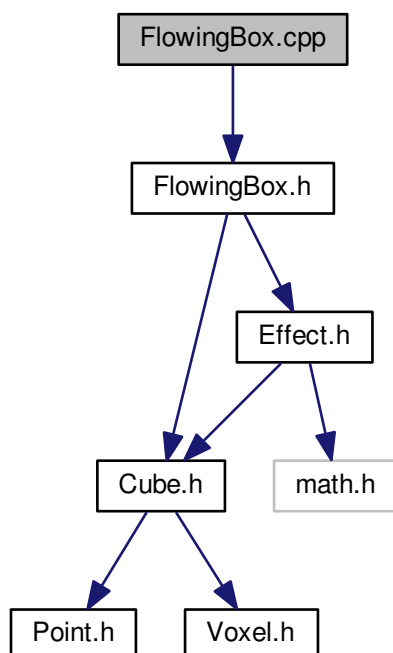 FlowingBox.cpp
FlowingBox.h
Effect.h
Cube.h
math.h
Point.h
Voxel.h